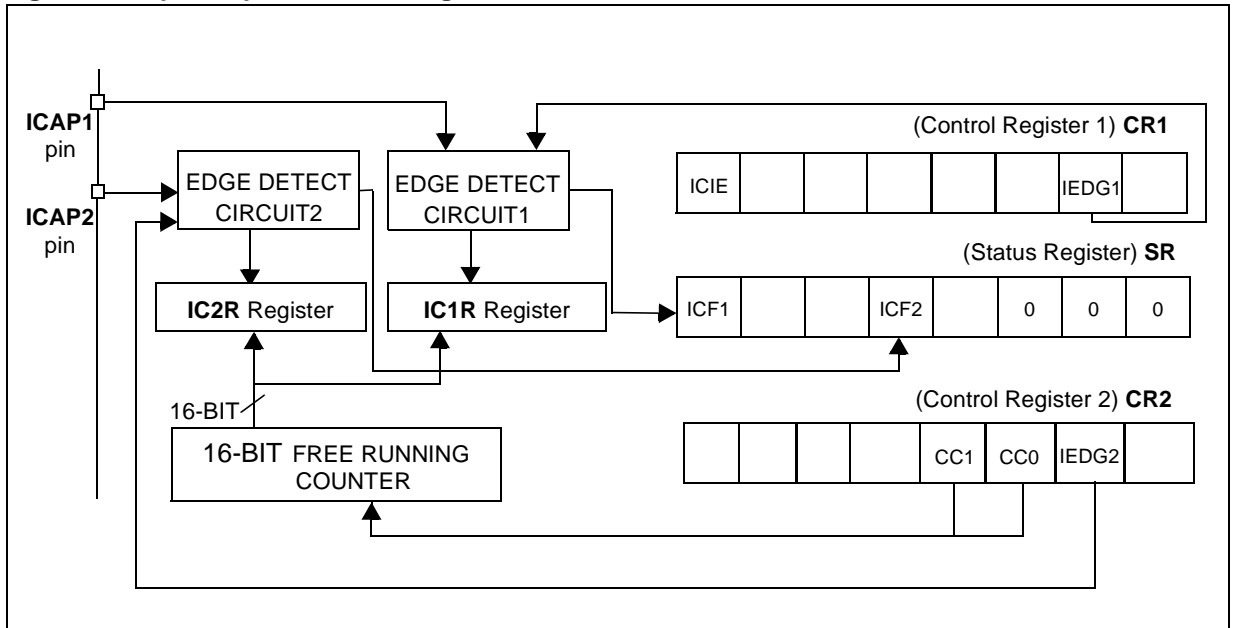 ICAP1
pin
ICAP2
pin
EDGE DETECT
CIRCUIT2
EDGE DETECT
CIRCUIT1
IC2R Register
IC1R Register
16-BIT
16-BIT FREE RUNNING
COUNTER
(Control Register 1) CR1
ICIE IEDG1
(Status Register) SR
ICF1 ICF2 0 0 0
(Control Register 2) CR2
CC1 CC0 IEDG2